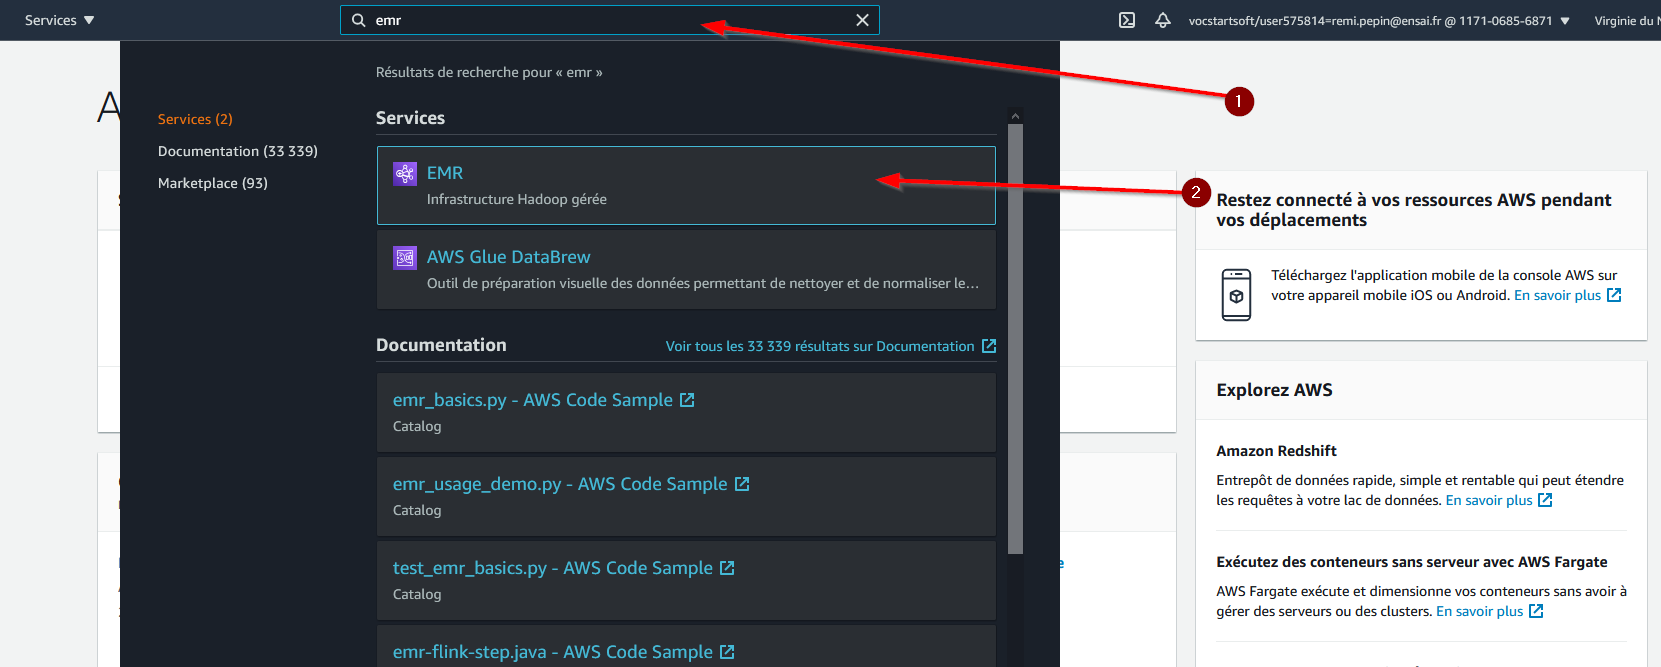 Services
emr
vocstartsoft/user575814=remi.pepin@ensai.fr @ 1171-0685-6871
Virginie du
Résultats de recherche pour « emr »
Services (2)
Documentation (33 339)
Marketplace (93)
Services
EMR
Infrastructure Hadoop gérée
AWS Glue DataBrew
Outil de préparation visuelle des données permettant de nettoyer et de normaliser le...
Documentation
Voir tous les 33 339 résultats sur Documentation
emr_basics.py - AWS Code Sample
Catalog
emr_usage_demo.py - AWS Code Sample
Catalog
test_emr_basics.py - AWS Code Sample
Catalog
emr-flink-step.java - AWS Code Sample
1
2
Restez connecté à vos ressources AWS pendant
vos déplacements
Téléchargez l'application mobile de la console AWS sur
votre appareil mobile iOS ou Android. En savoir plus
Explorez AWS
Amazon Redshift
Entrepôt de données rapide, simple et rentable qui peut étendre
les requêtes à votre lac de données. En savoir plus
Exécutez des conteneurs sans serveur avec AWS Fargate
AWS Fargate exécute et dimensionne vos conteneurs sans avoir à
gérer des serveurs ou des clusters. En savoir plus